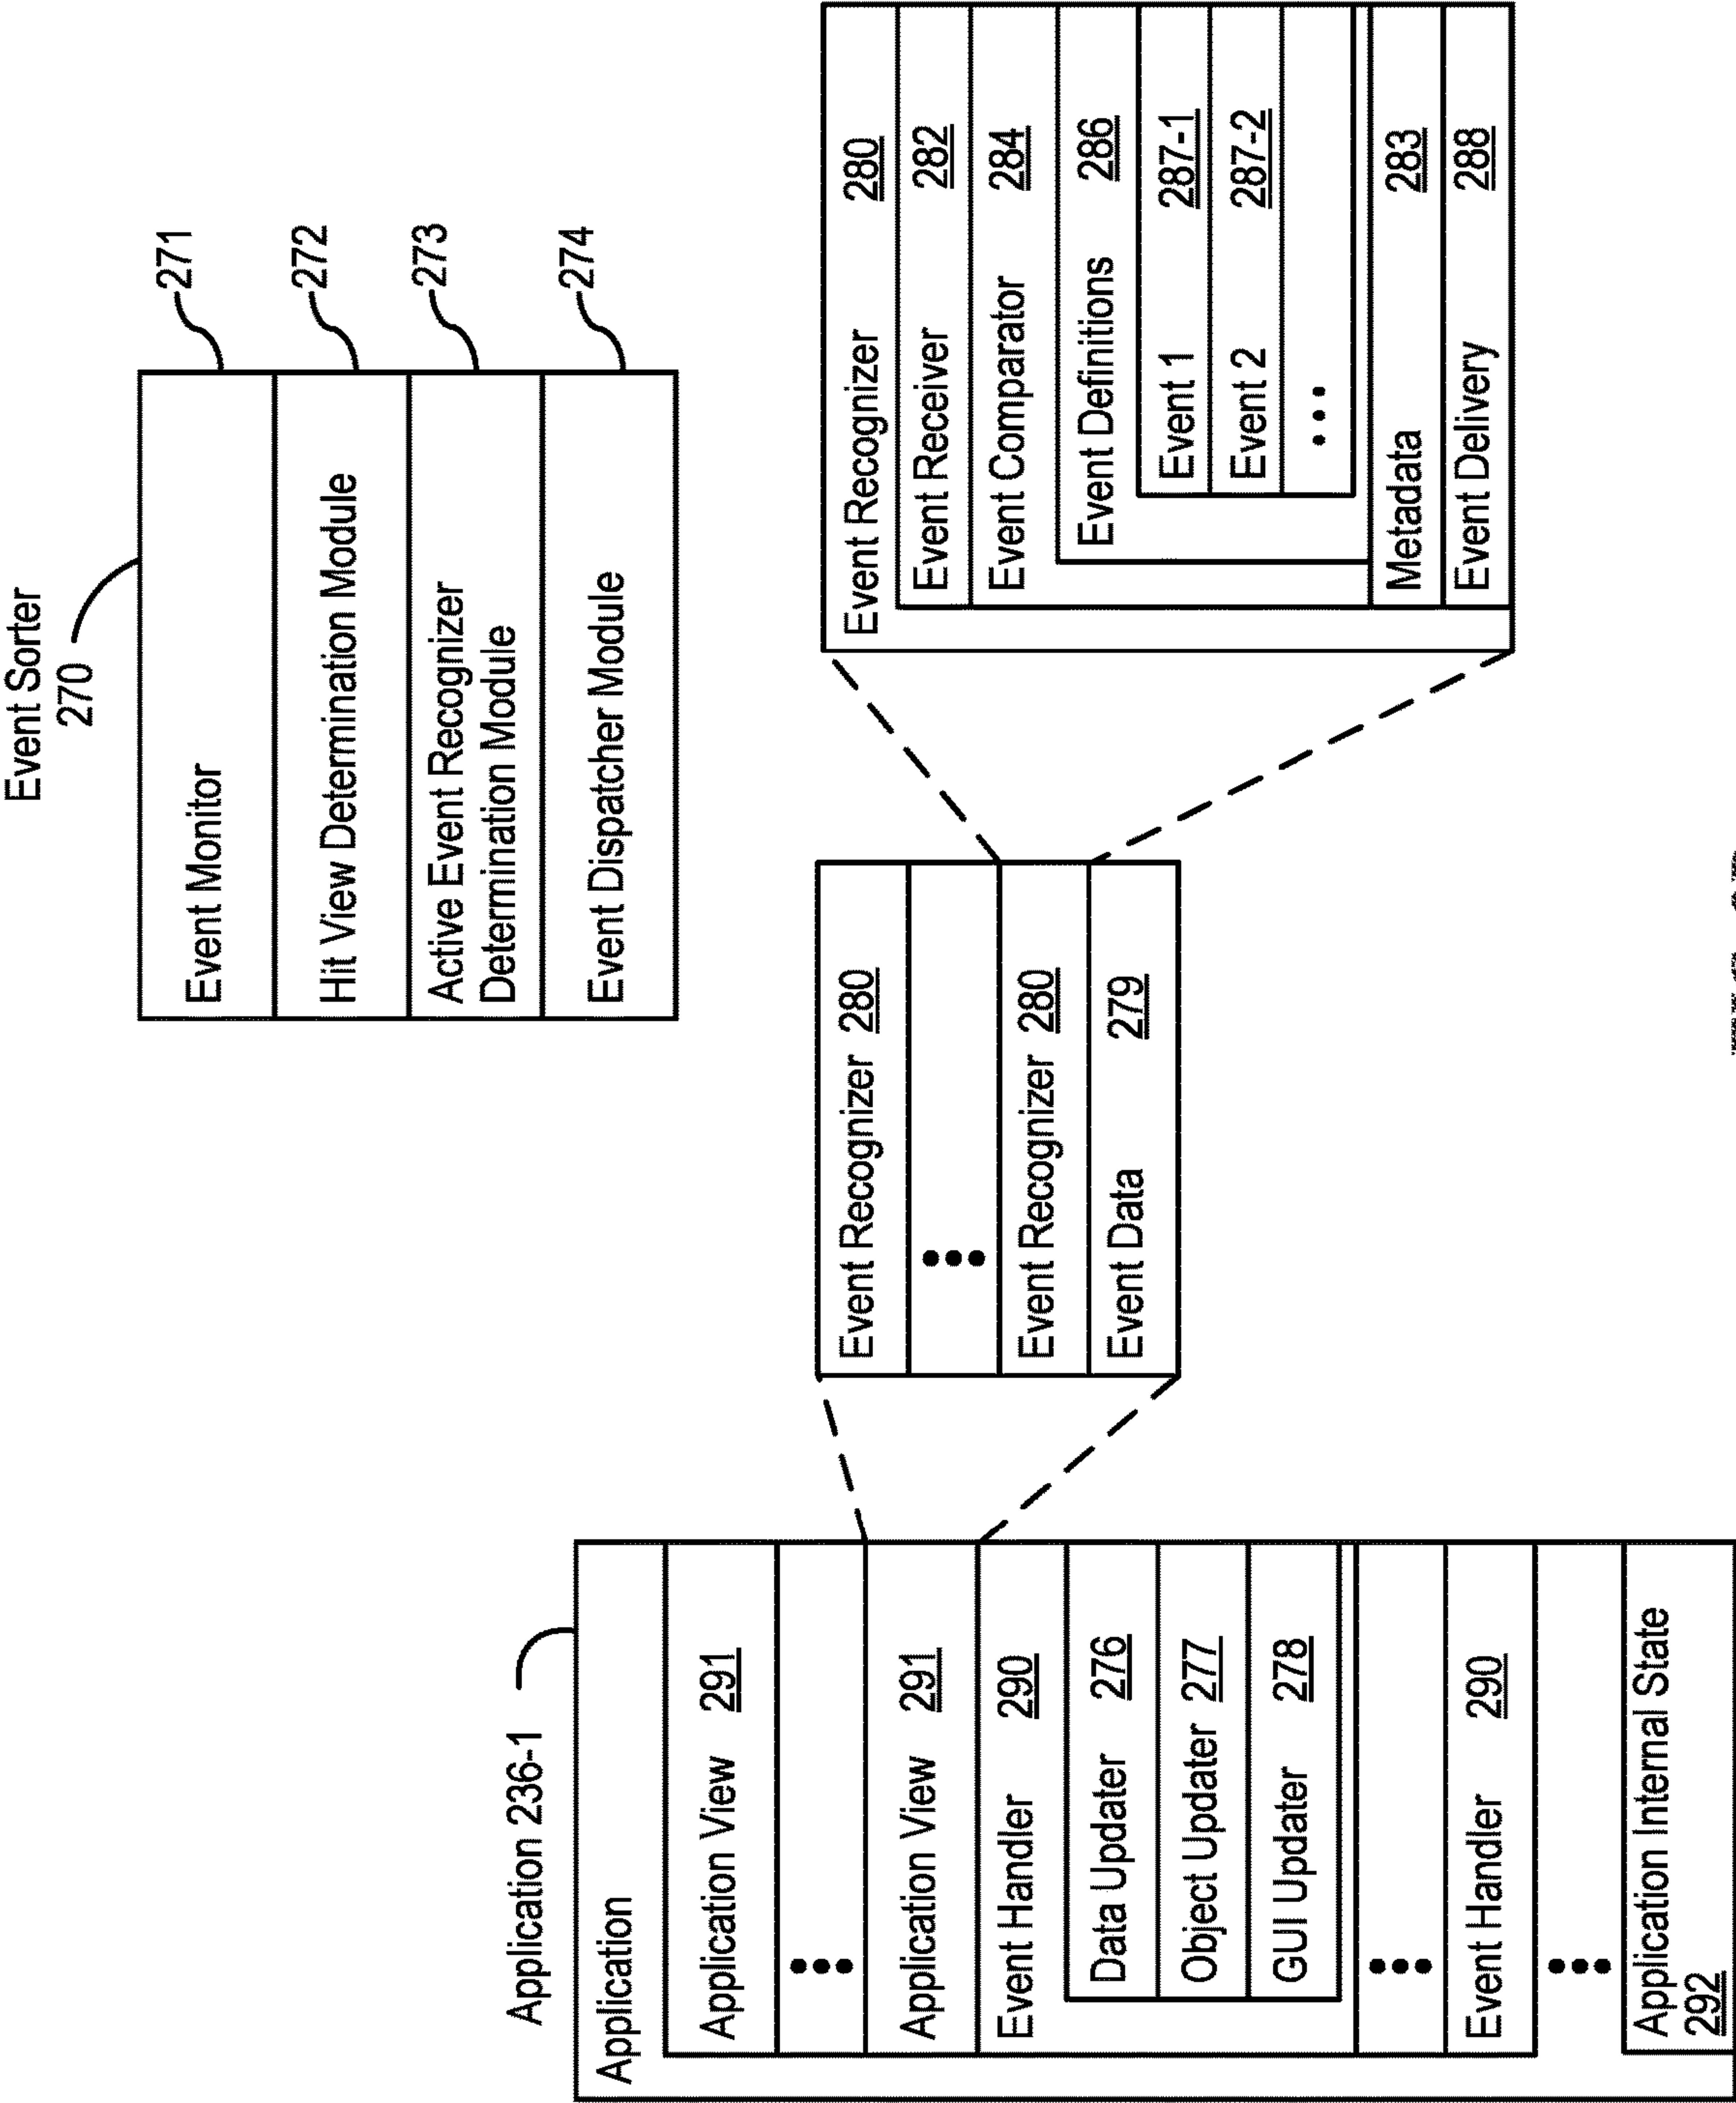 Event Sorter
270
Event Monitor
271
Hit View Determination Module
272
Active Event Recognizer
Determination Module
273
Event Dispatcher Module
274
Application 236-1
Application
Application View 291
•••
Application View 291
Event Handler 290
Data Updater 276
Object Updater 277
GUI Updater 278
•••
Event Handler 290
•••
Application Internal State
292
Event Recognizer 280
•••
Event Recognizer 280
Event Data 279
Event Recognizer 280
Event Receiver 282
Event Comparator 284
Event Definitions 286
Event 1 287-1
Event 2 287-2
•••
Metadata 283
Event Delivery 288